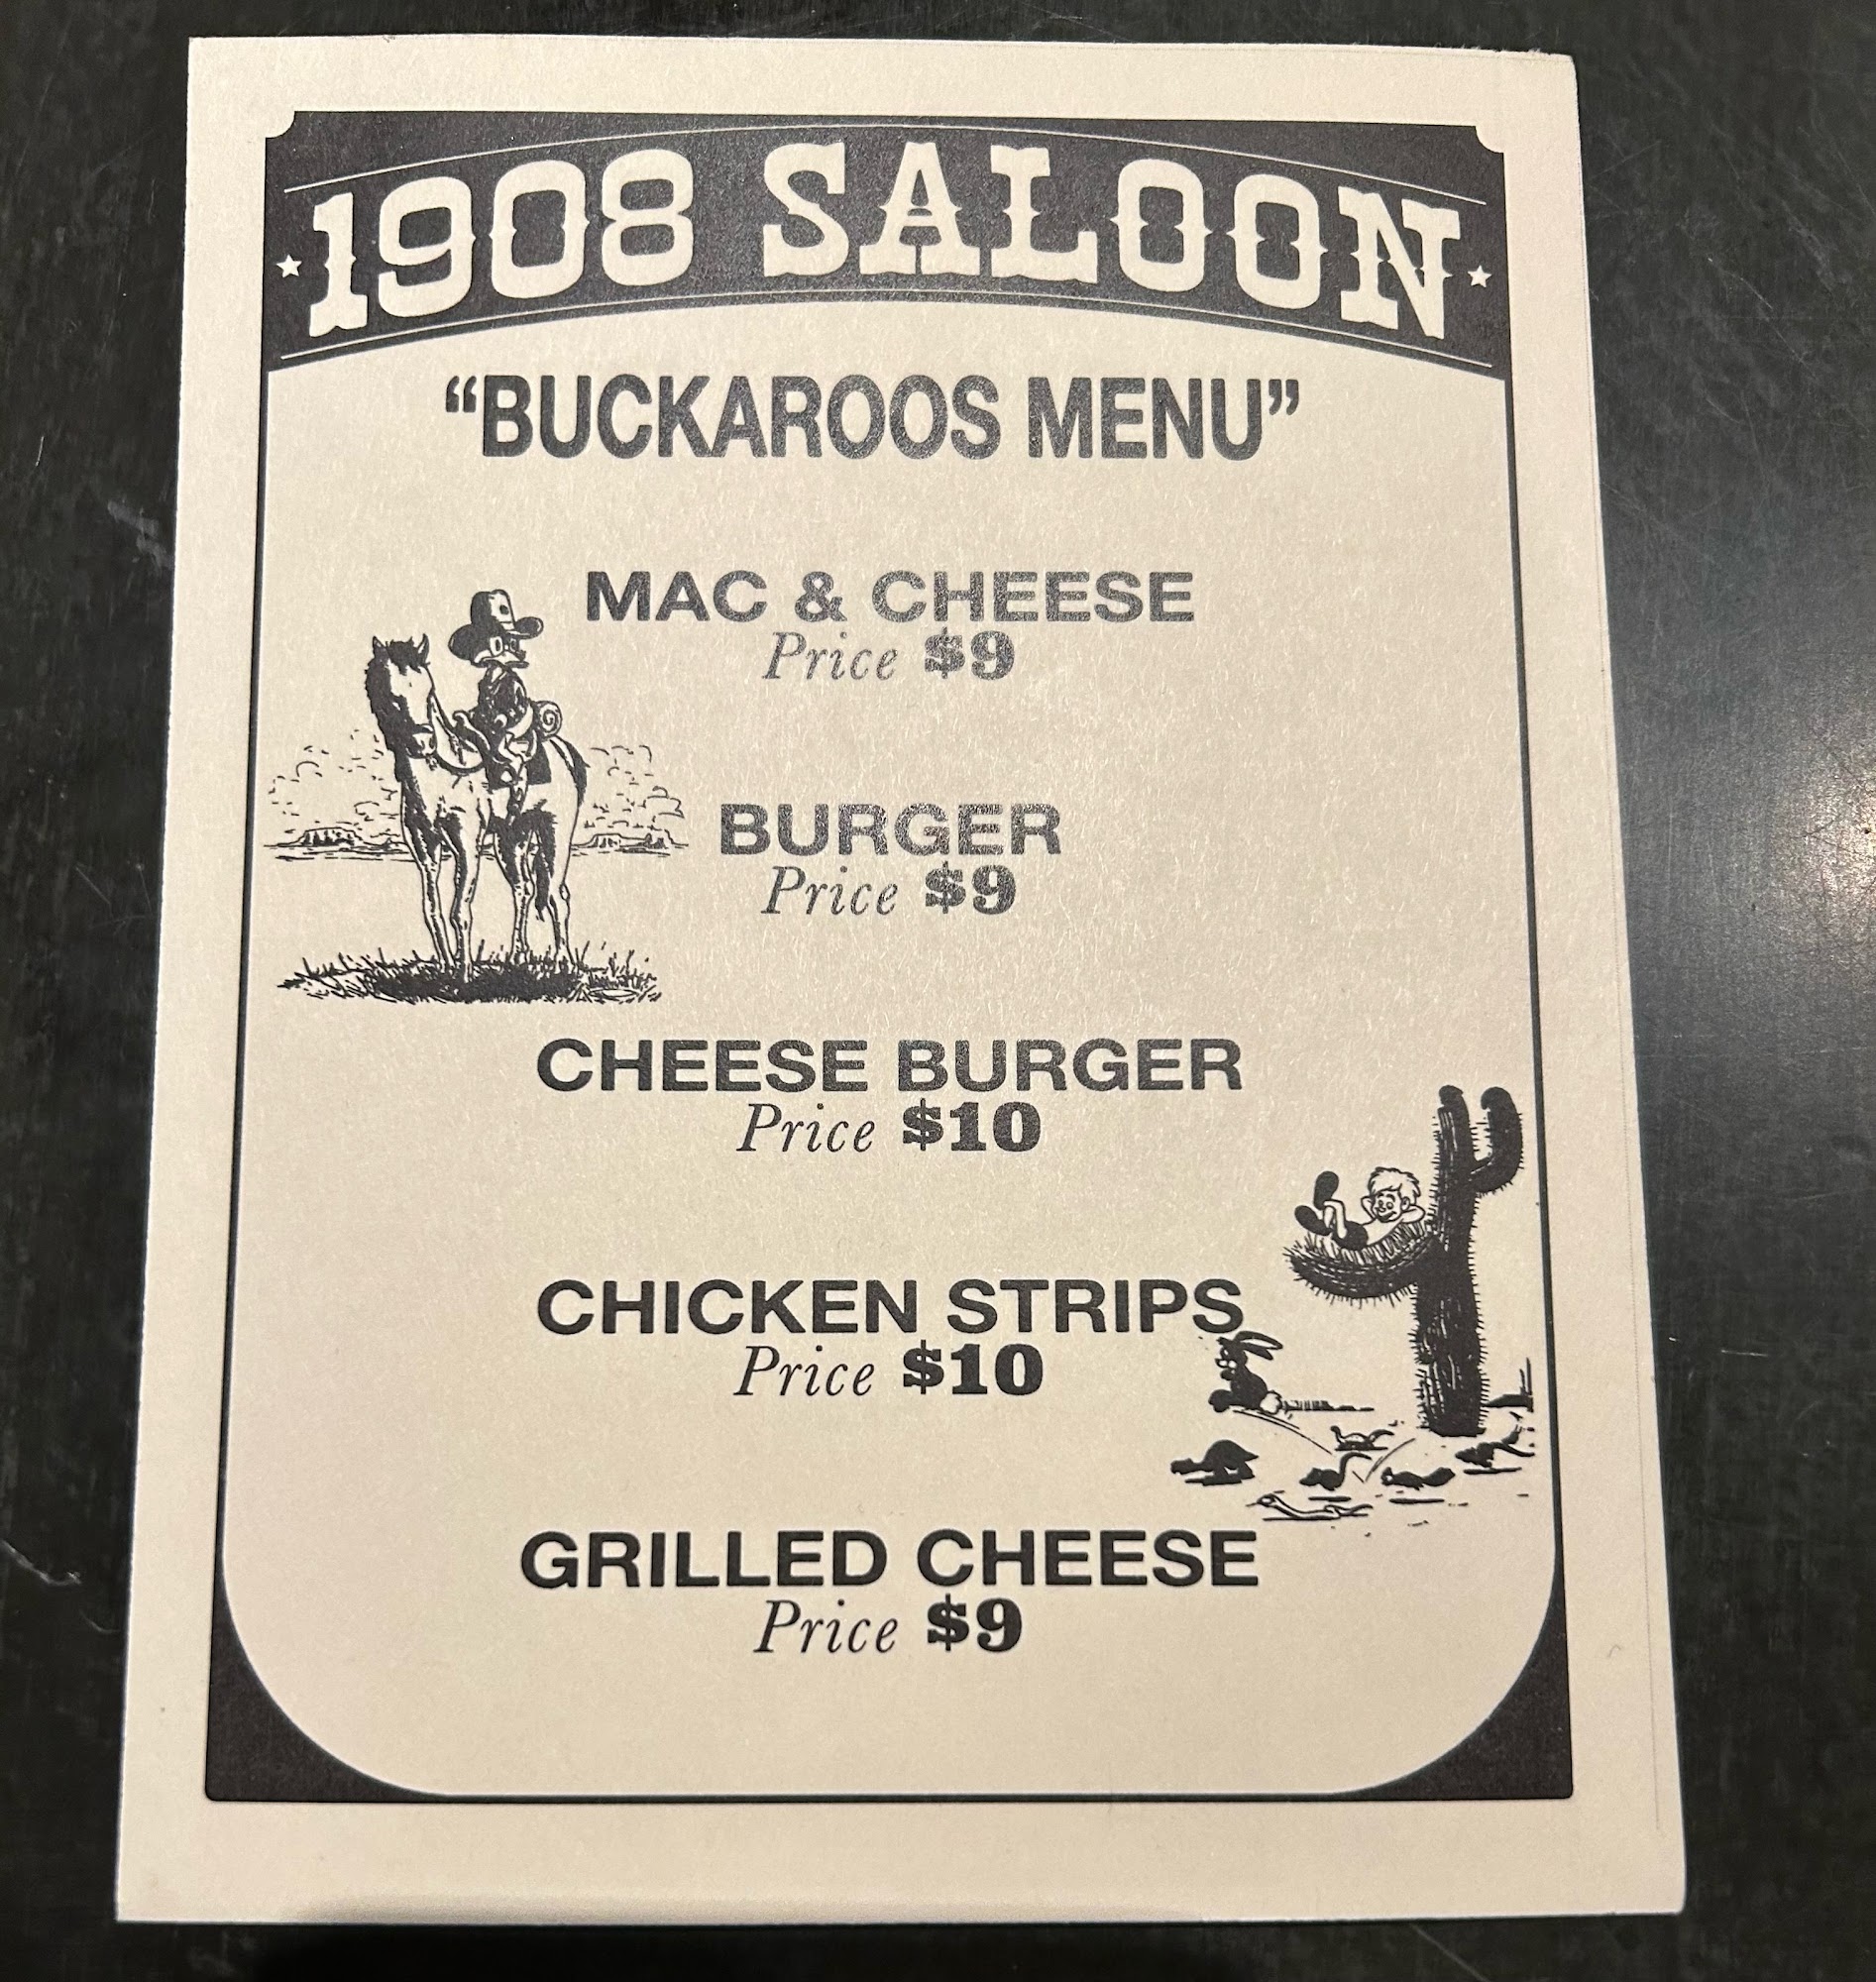 1908 SALOON
“BUCKAROOS MENU”
MAC & CHEESE
Price $9
BURGER
Price $9
CHEESE BURGER
Price $10
CHICKEN STRIPS
Price $10
GRILLED CHEESE
Price $9